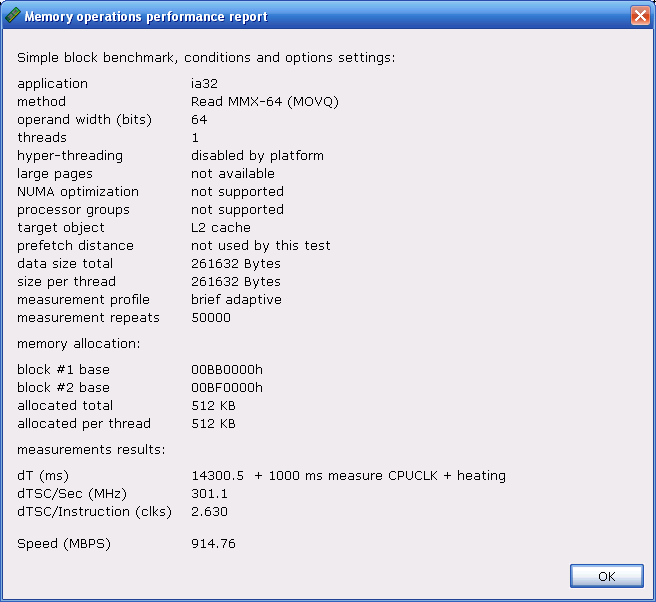 Memory operations performance report
Simple block benchmark, conditions and options settings:
application ia32
method Read MMX-64 (MOVQ)
operand width (bits) 64
threads 1
hyper-threading disabled by platform
large pages not available
NUMA optimization not supported
processor groups not supported
target object L2 cache
prefetch distance not used by this test
data size total 261632 Bytes
size per thread 261632 Bytes
measurement profile brief adaptive
measurement repeats 50000
memory allocation:
block #1 base 00BB0000h
block #2 base 00BF0000h
allocated total 512 KB
allocated per thread 512 KB
measurements results:
dT (ms) 14300.5 + 1000 ms measure CPUCLK + heating
dTSC/Sec (MHz) 301.1
dTSC/Instruction (clks) 2.630
Speed (MBPS) 914.76
OK